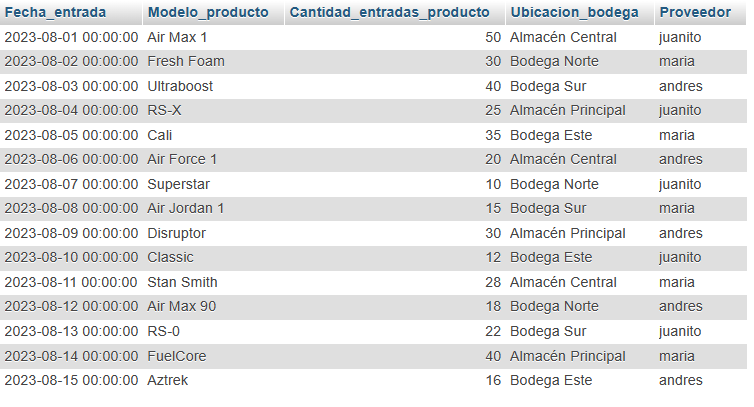 Fecha_entrada Modelo_producto Cantidad_entradas_producto Ubicacion_bodega Proveedor
2023-08-01 00:00:00 Air Max 1 50 Almacén Central juanito
2023-08-02 00:00:00 Fresh Foam 30 Bodega Norte maria
2023-08-03 00:00:00 Ultraboost 40 Bodega Sur andres
2023-08-04 00:00:00 RS-X 25 Almacén Principal juanito
2023-08-05 00:00:00 Cali 35 Bodega Este maria
2023-08-06 00:00:00 Air Force 1 20 Almacén Central andres
2023-08-07 00:00:00 Superstar 10 Bodega Norte juanito
2023-08-08 00:00:00 Air Jordan 1 15 Bodega Sur maria
2023-08-09 00:00:00 Disruptor 30 Almacén Principal andres
2023-08-10 00:00:00 Classic 12 Bodega Este juanito
2023-08-11 00:00:00 Stan Smith 28 Almacén Central maria
2023-08-12 00:00:00 Air Max 90 18 Bodega Norte andres
2023-08-13 00:00:00 RS-0 22 Bodega Sur juanito
2023-08-14 00:00:00 FuelCore 40 Almacén Principal maria
2023-08-15 00:00:00 Aztrek 16 Bodega Este andres